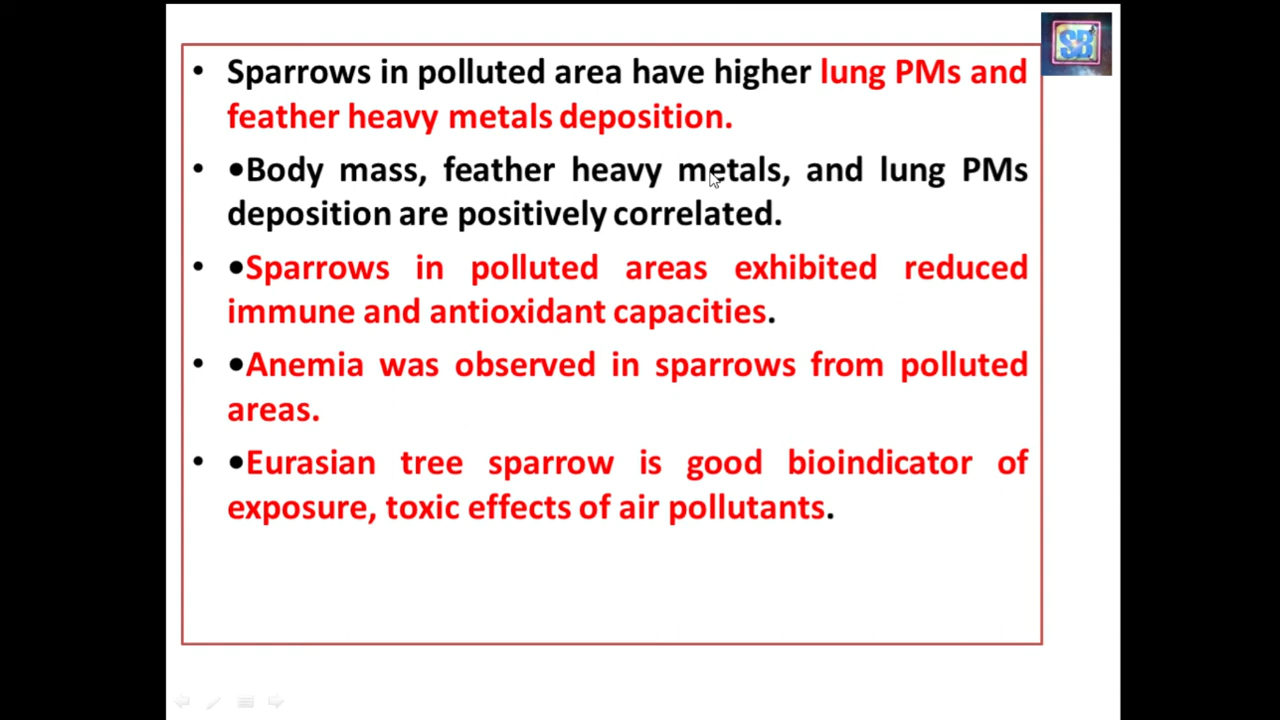 • Sparrows in polluted area have higher lung PMs and
feather heavy metals deposition.
• •Body mass, feather heavy metals, and lung PMs
deposition are positively correlated.
• •Sparrows in polluted areas exhibited reduced
immune and antioxidant capacities.
• •Anemia was observed in sparrows from polluted
areas.
• •Eurasian tree sparrow is good bioindicator of
exposure, toxic effects of air pollutants.
SB